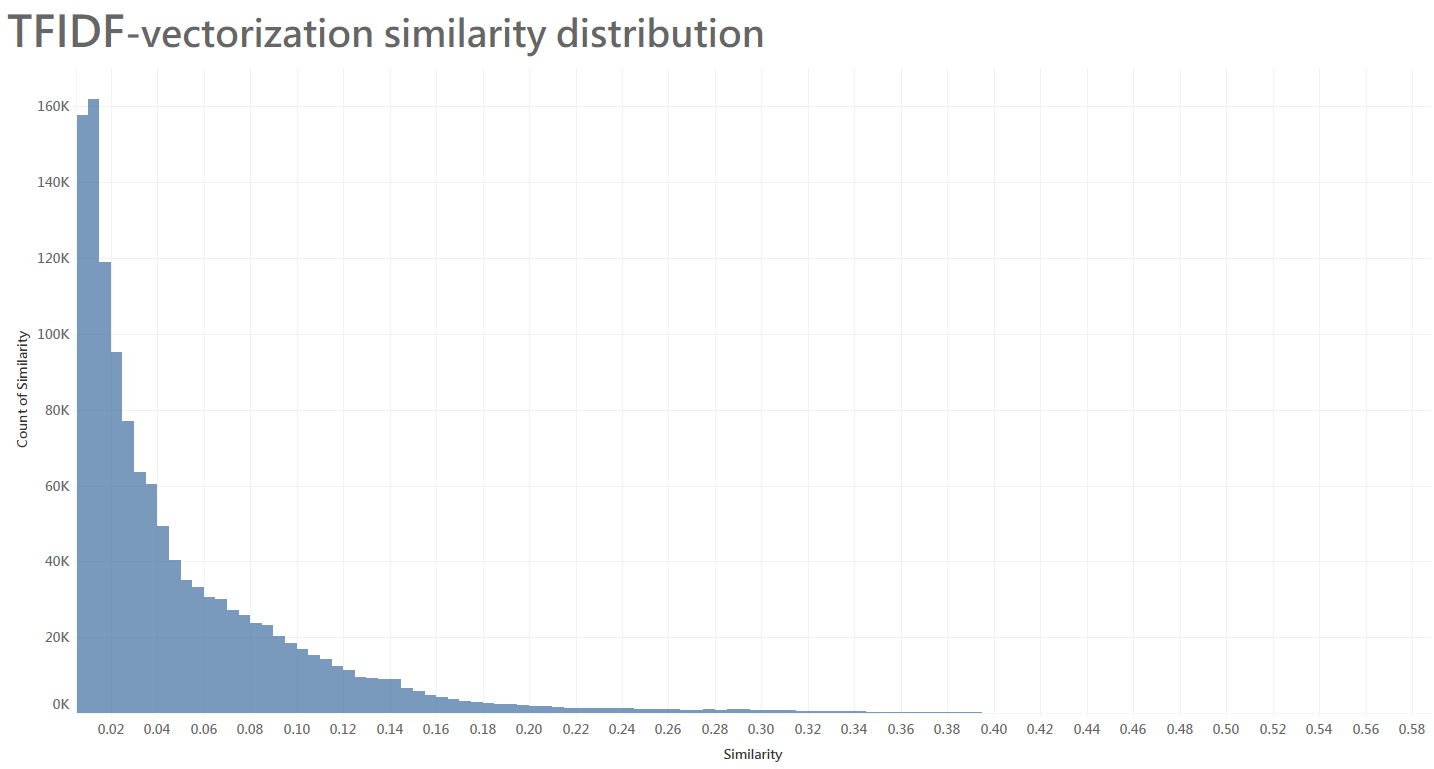 TFIDF-vectorization similarity distribution
160K
140K
120K
100K
80K
60K
40K
20K
0K
Count of Similarity
0.02 0.04 0.06 0.08 0.10 0.12 0.14 0.16 0.18 0.20 0.22 0.24 0.26 0.28 0.30 0.32 0.34 0.36 0.38 0.40 0.42 0.44 0.46 0.48 0.50 0.52 0.54 0.56 0.58
Similarity